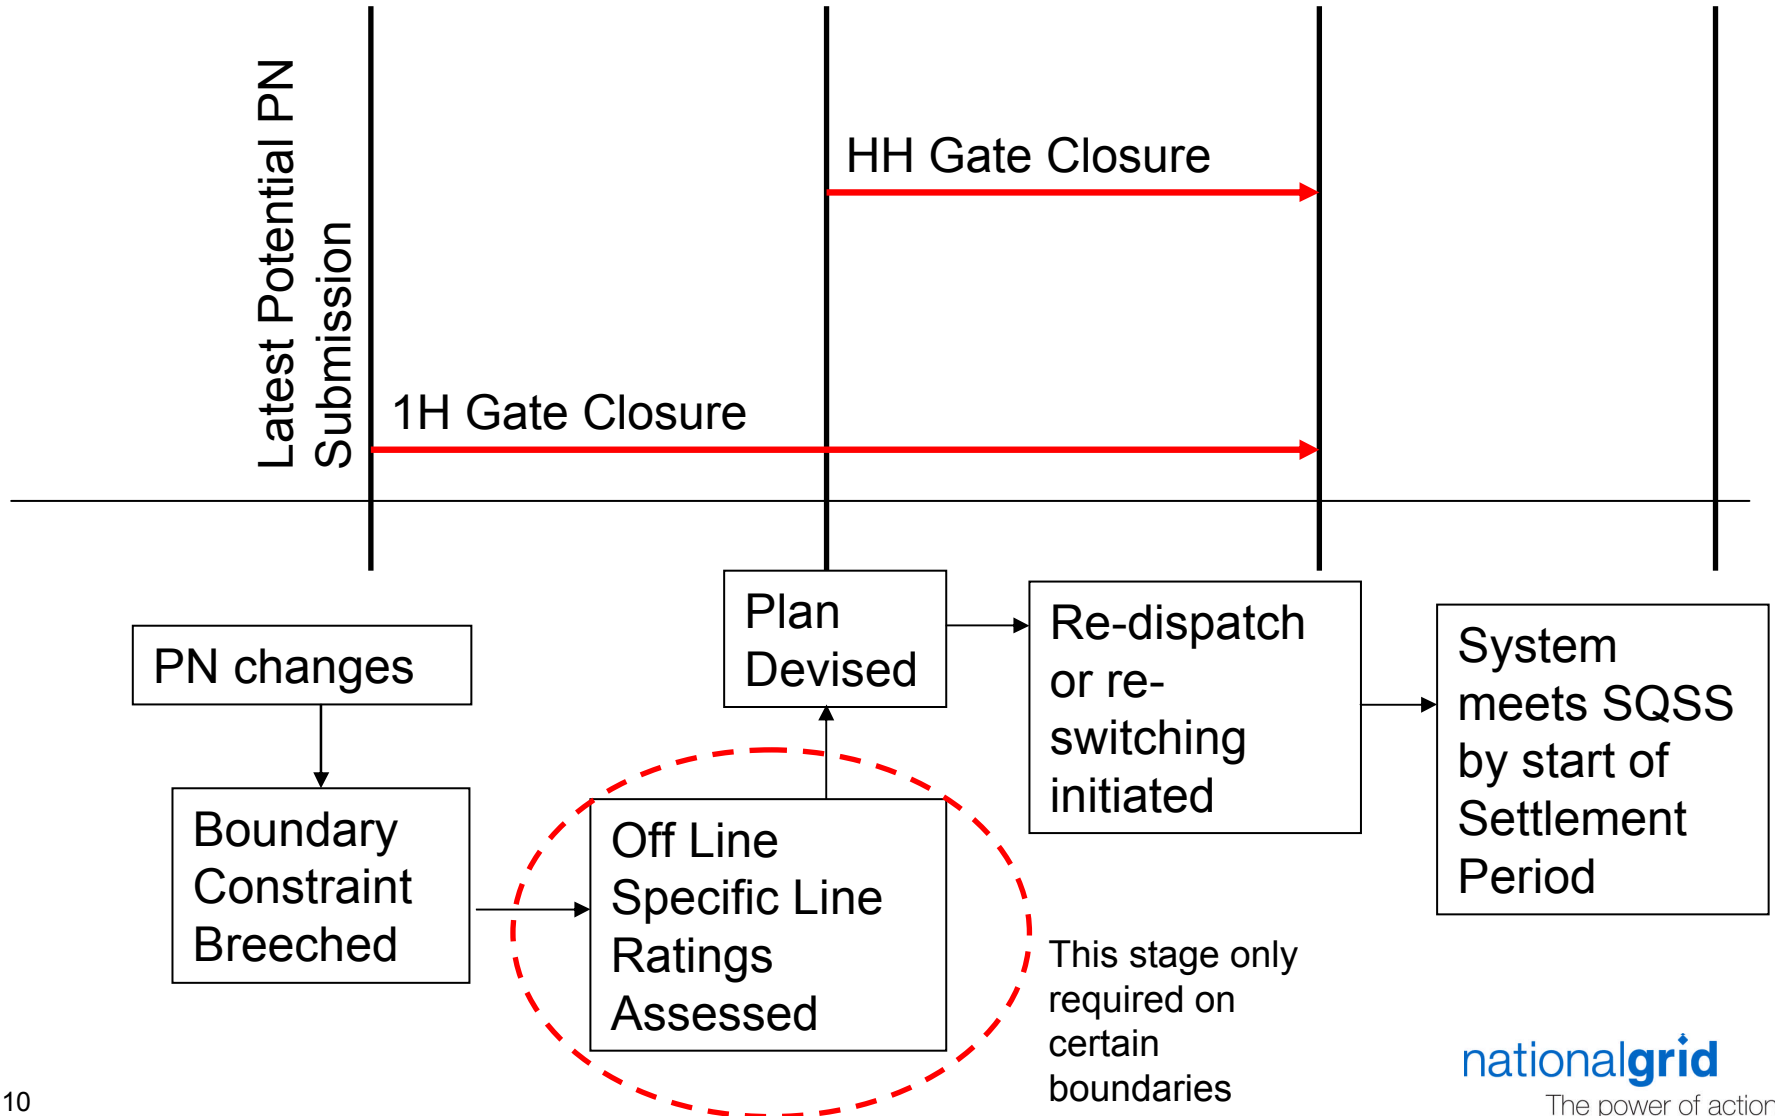 Latest Potential PN
Submission
HH Gate Closure
1H Gate Closure
PN changes
Boundary
Constraint
Breeched
Off Line
Specific Line
Ratings
Assessed
Plan
Devised
Re-dispatch
or re-
switching
initiated
System
meets SQSS
by start of
Settlement
Period
This stage only
required on
certain
boundaries
nationalgrid
The power of action
10